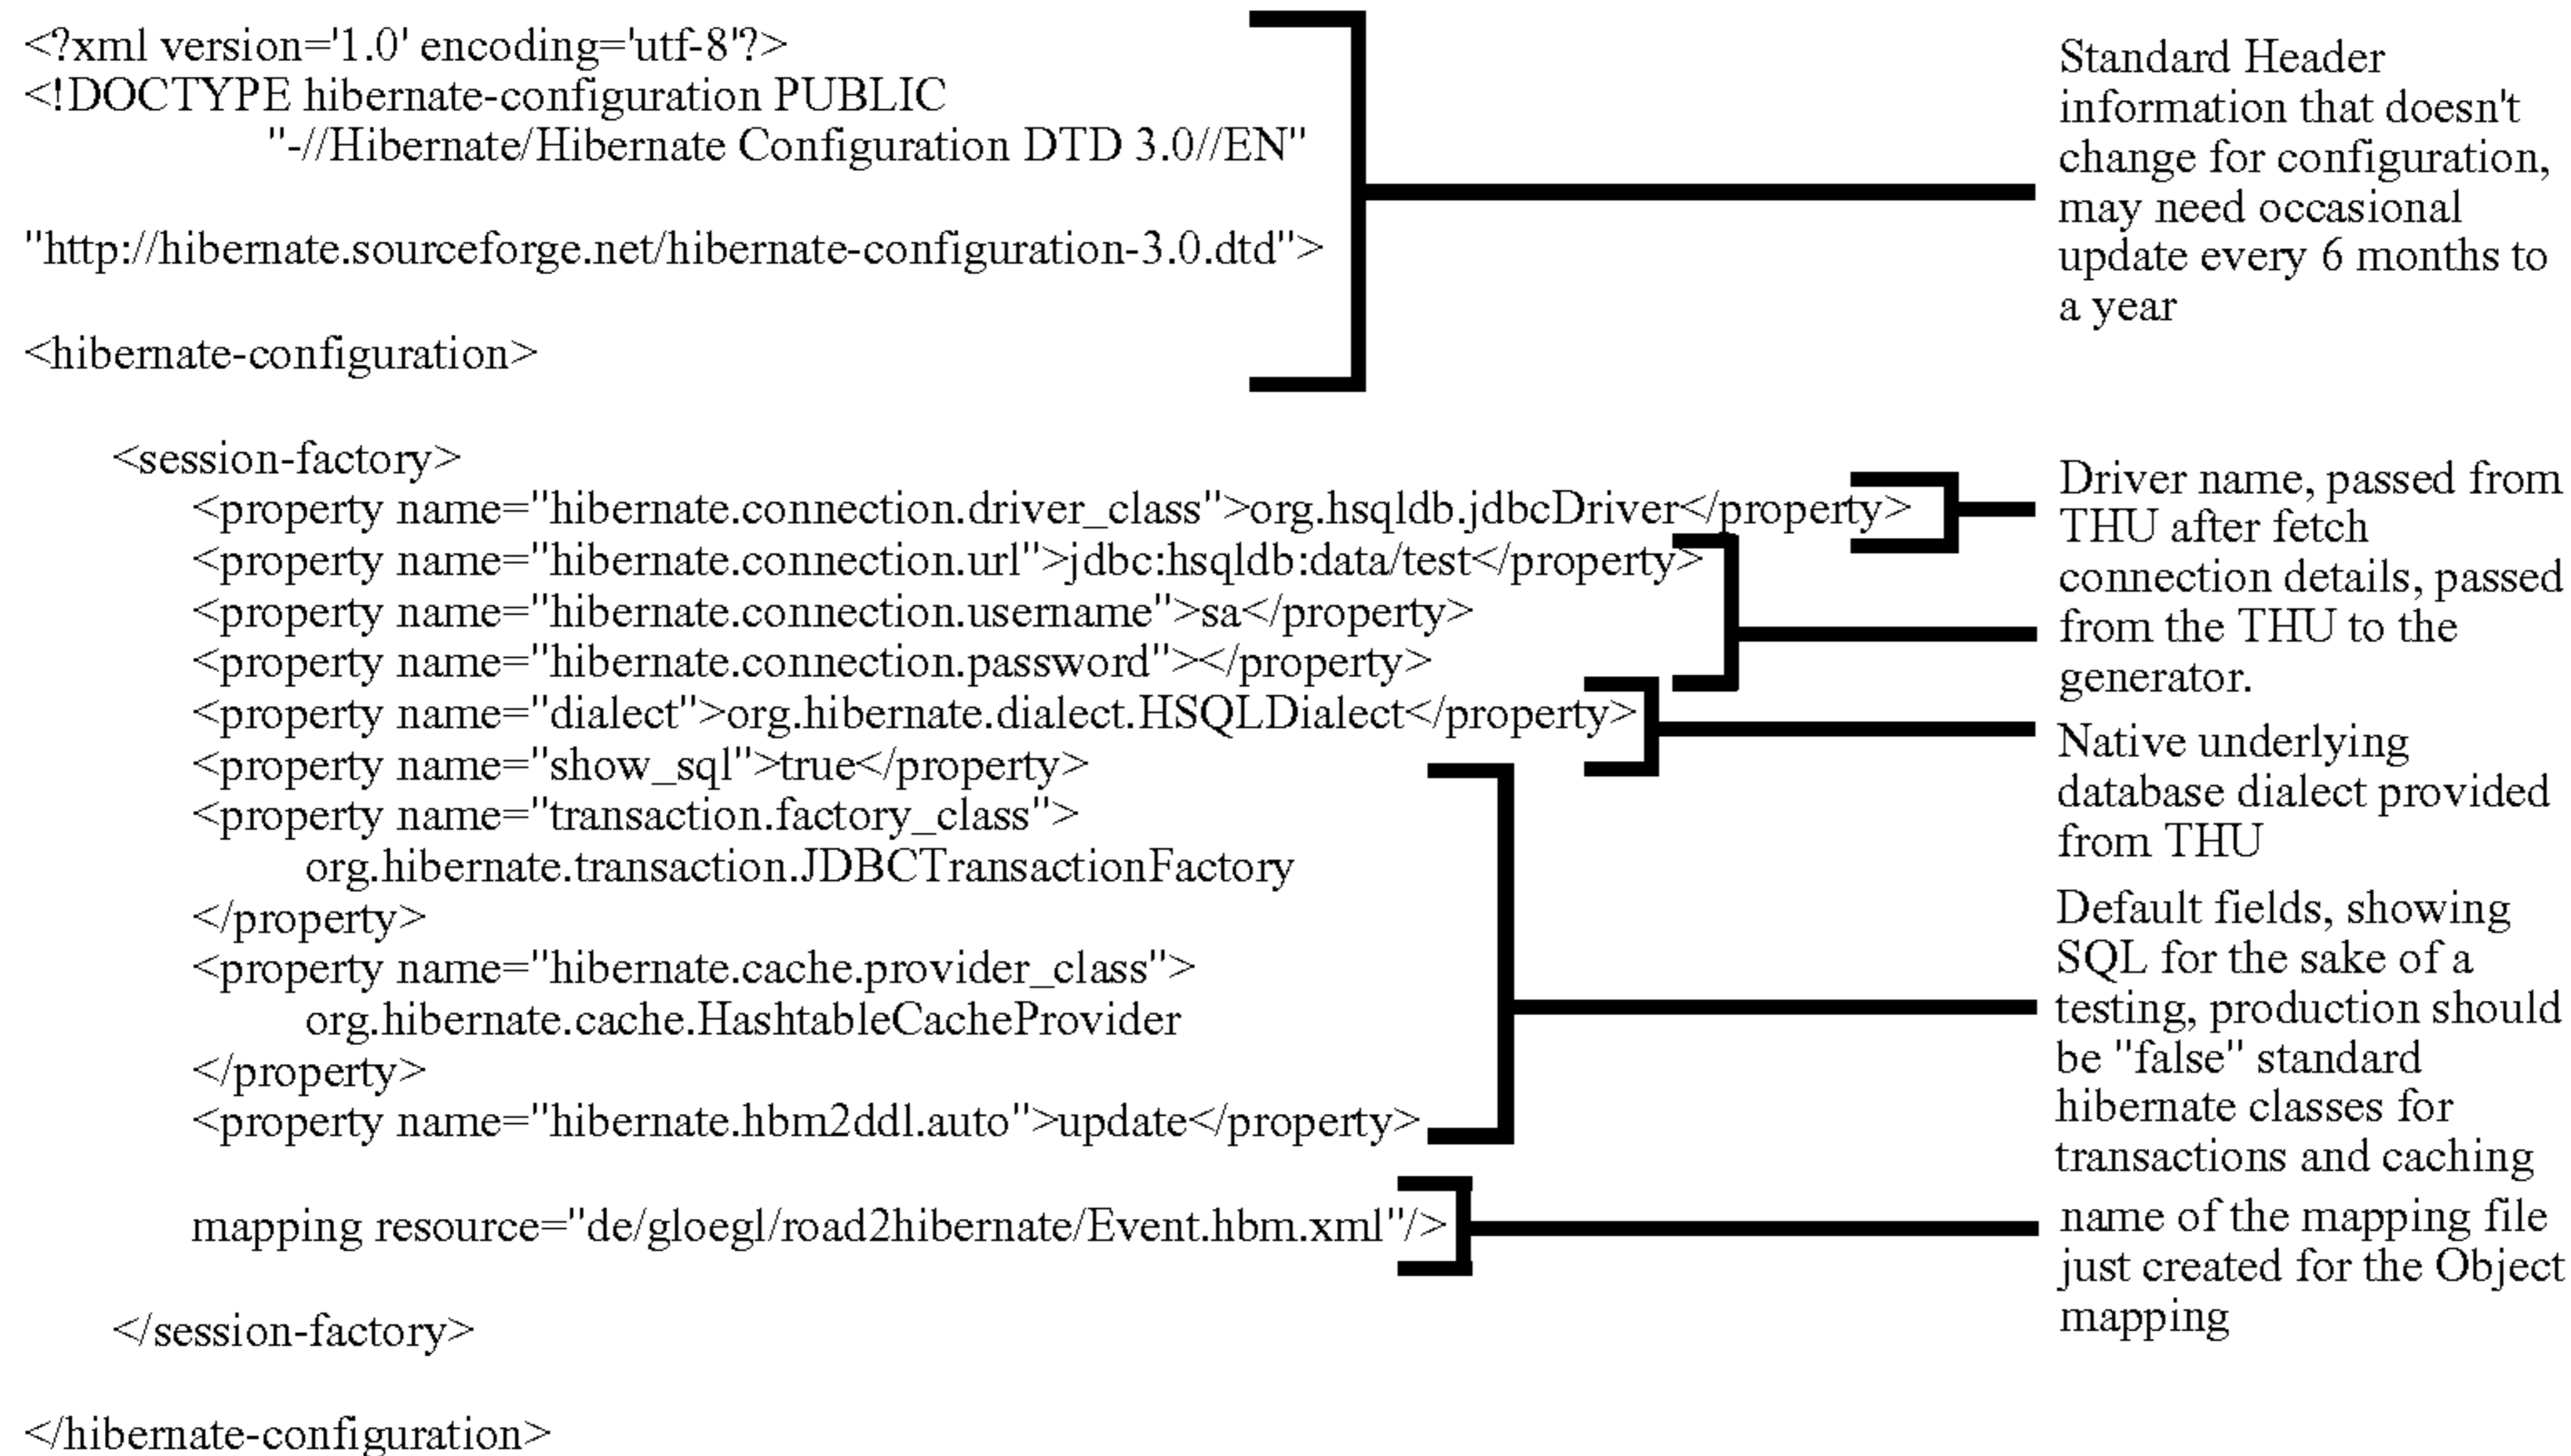 <?xml version='1.0' encoding='utf-8'?>
<!DOCTYPE hibernate-configuration PUBLIC
"-//Hibernate/Hibernate Configuration DTD 3.0//EN"
"http://hibernate.sourceforge.net/hibernate-configuration-3.0.dtd">
<hibernate-configuration>
<session-factory>
<property name="hibernate.connection.driver_class">org.hsqldb.jdbcDriver</property>
<property name="hibernate.connection.url">jdbc:hsqldb:data/test</property>
<property name="hibernate.connection.username">sa</property>
<property name="hibernate.connection.password"></property>
<property name="dialect">org.hibernate.dialect.HSQLDialect</property>
<property name="show_sql">true</property>
<property name="transaction.factory_class">
org.hibernate.transaction.JDBCTransactionFactory
</property>
<property name="hibernate.cache.provider_class">
org.hibernate.cache.HashtableCacheProvider
</property>
<property name="hibernate.hbm2ddl.auto">update</property>
mapping resource="de/gloegl/road2hibernate/Event.hbm.xml"/>
</session-factory>
</hibernate-configuration>
Standard Header
information that doesn't
change for configuration,
may need occasional
update every 6 months to
a year
Driver name, passed from
THU after fetch
connection details, passed
from the THU to the
generator.
Native underlying
database dialect provided
from THU
Default fields, showing
SQL for the sake of a
testing, production should
be "false" standard
hibernate classes for
transactions and caching
name of the mapping file
just created for the Object
mapping